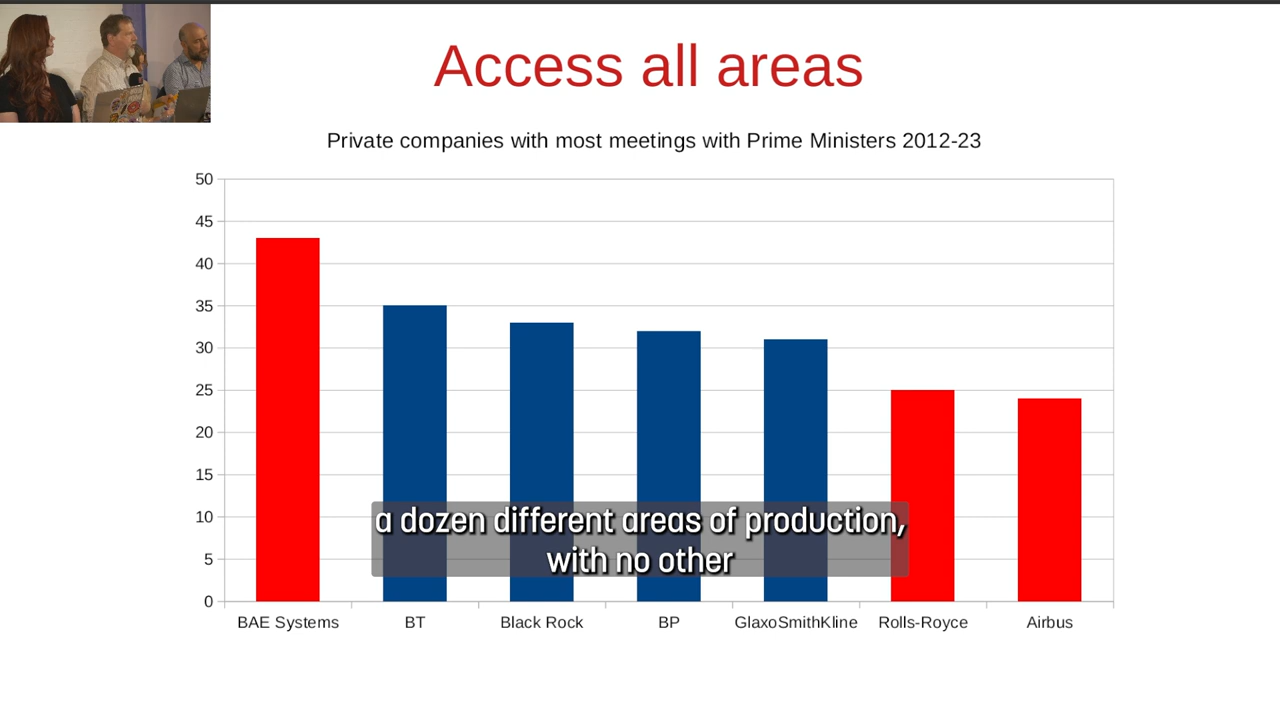 Access all areas
Private companies with most meetings with Prime Ministers 2012-23
50
45
40
35
30
25
20
15
10
5
0
a dozen different areas of production,
with no other
BAE Systems
BT
Black Rock
BP
GlaxoSmithKline
Rolls-Royce
Airbus